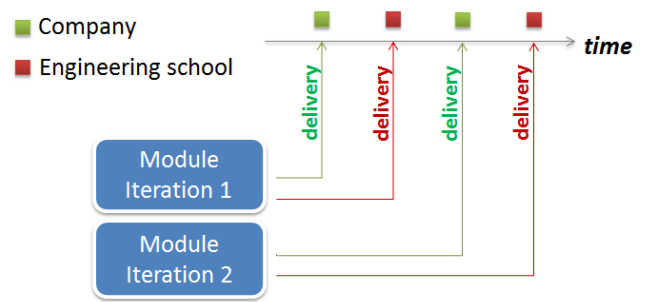 Company
Engineering school
time
delivery
delivery
delivery
delivery
Module
Iteration 1
Module
Iteration 2